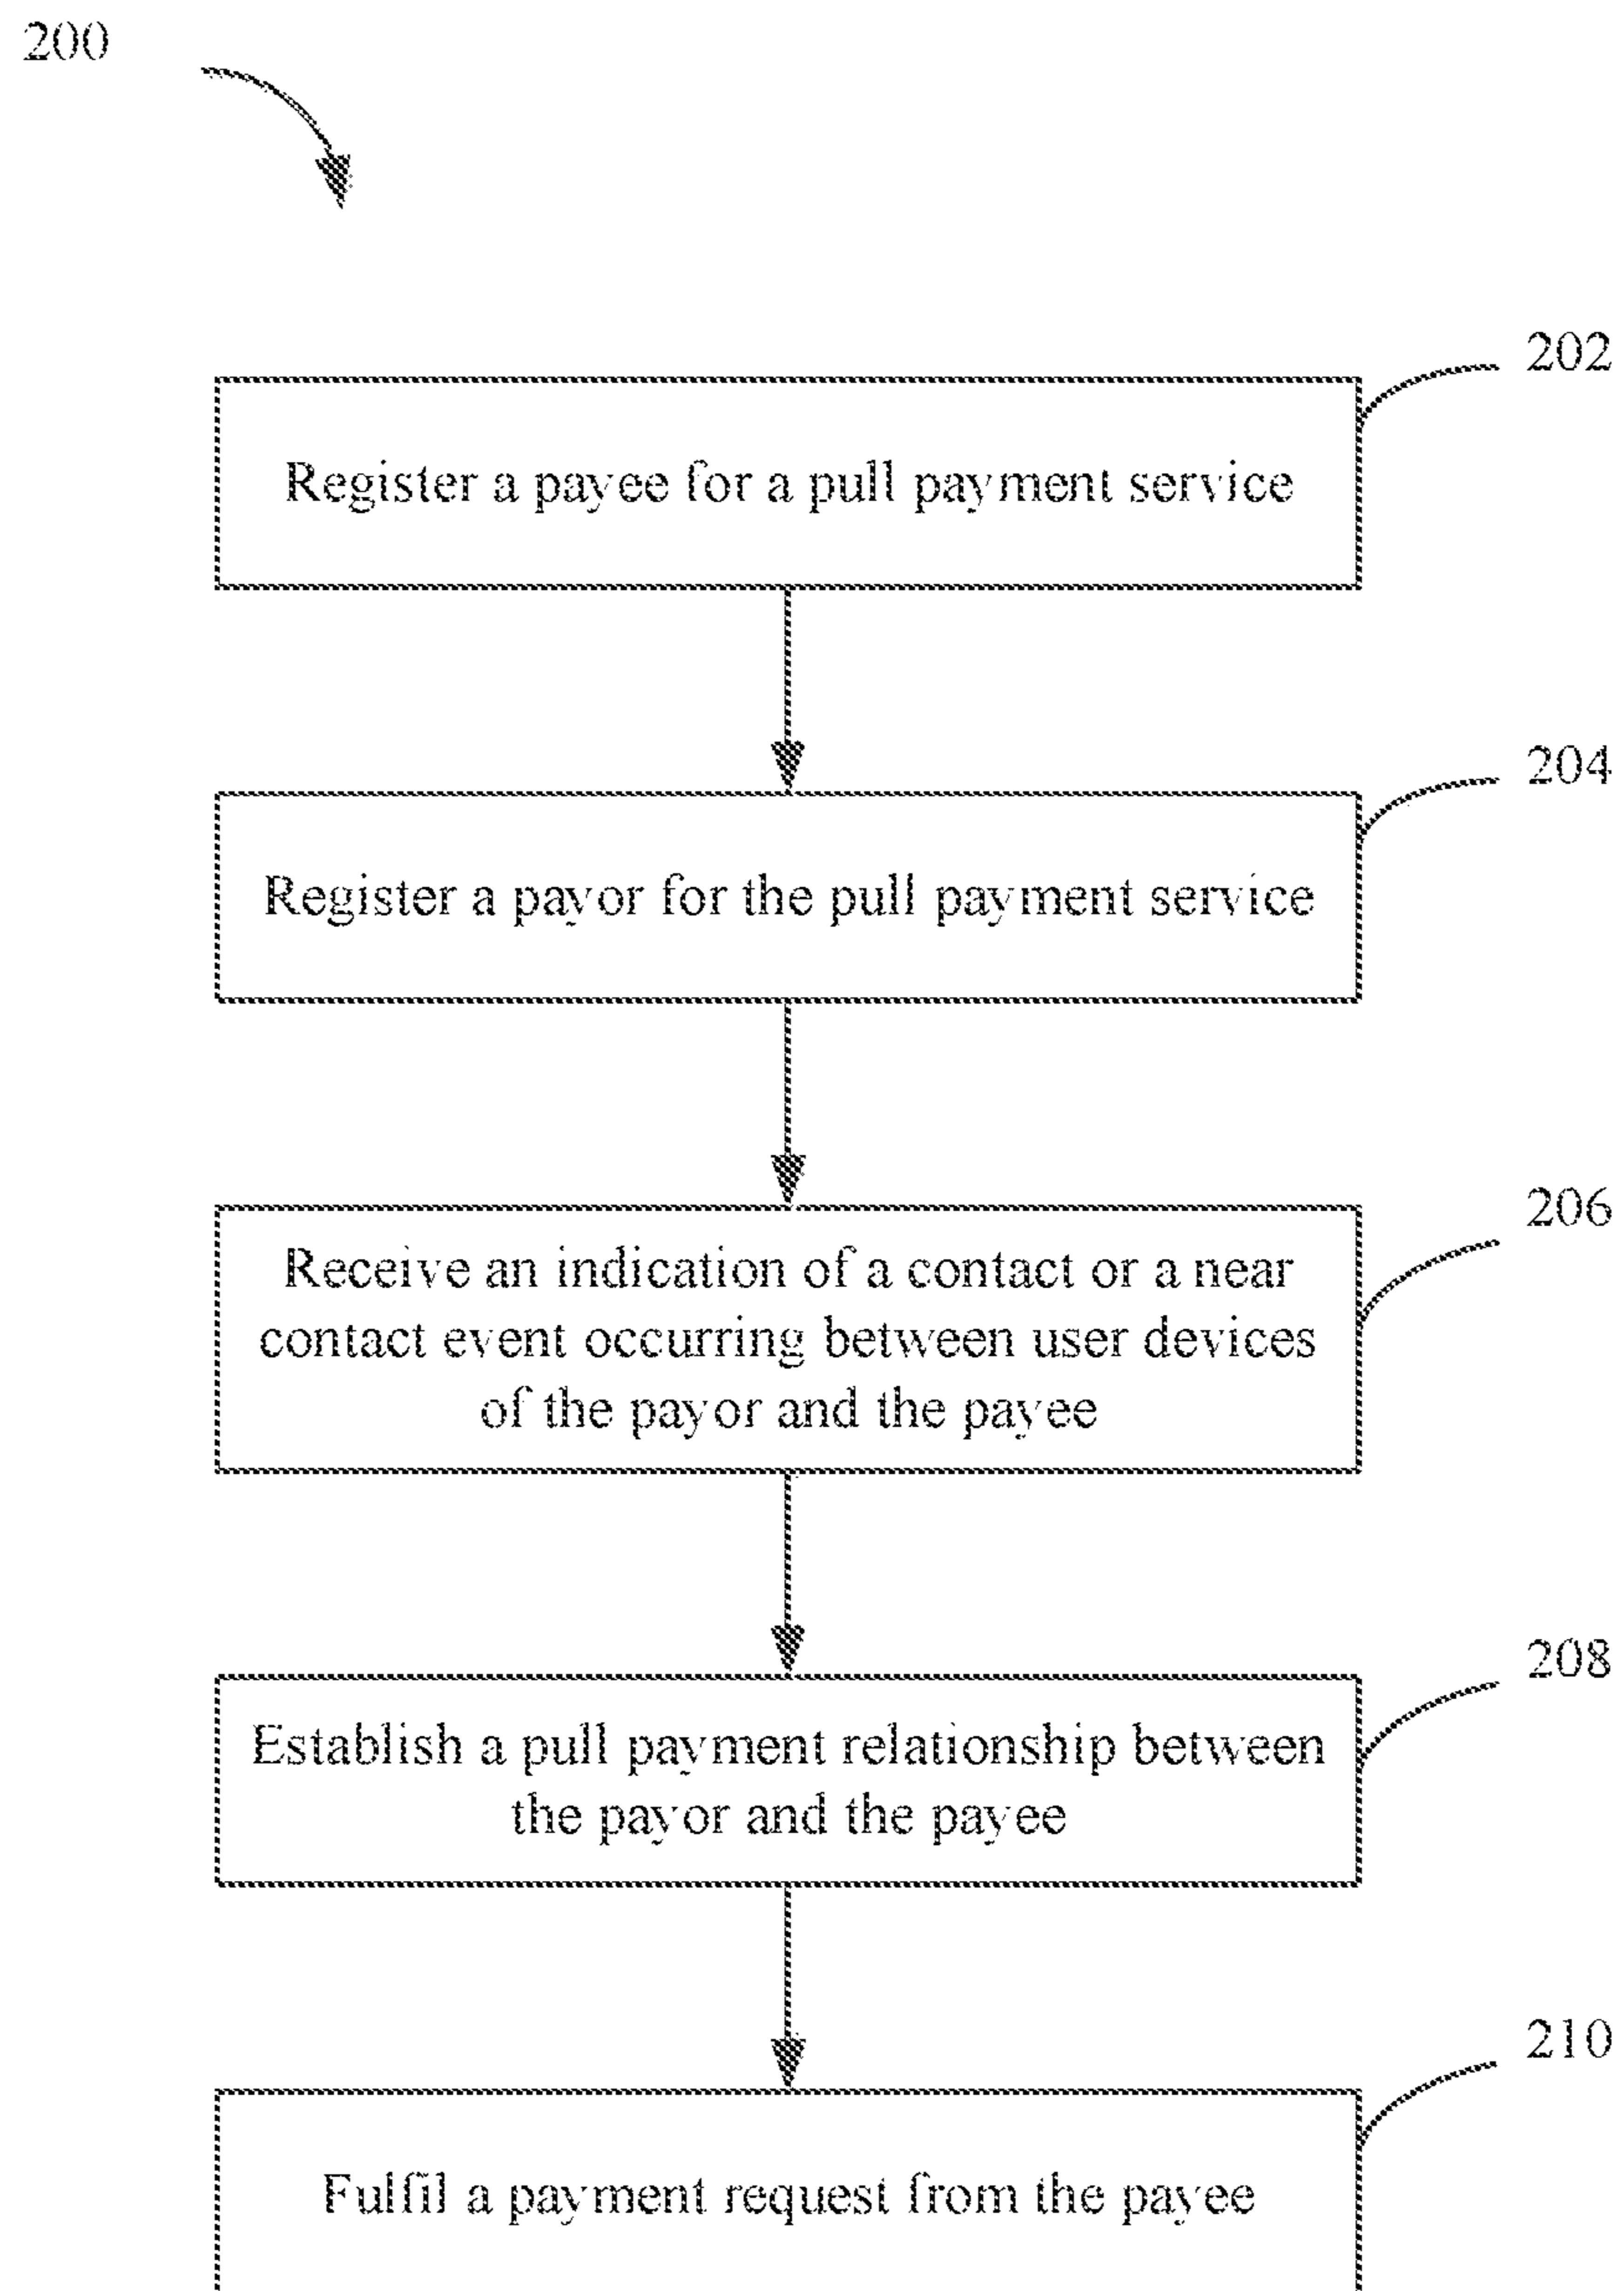 200
202
Register a payee for a pull payment service
204
Register a payor for the pull payment service
206
Receive an indication of a contact or a near
contact event occurring between user devices
of the payor and the payee
208
Establish a pull payment relationship between
the payor and the payee
210
Fulfil a payment request from the payee